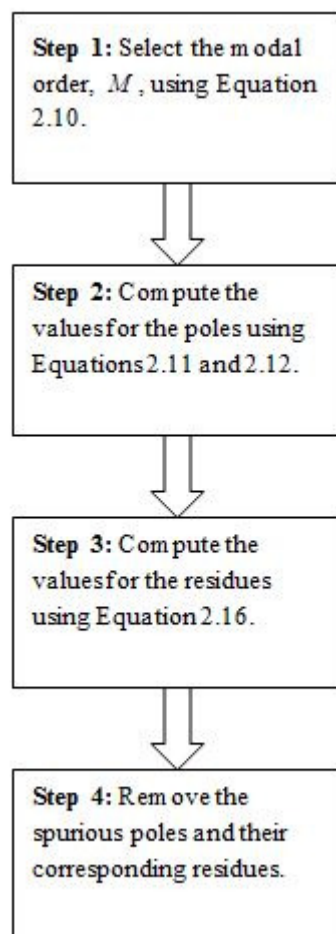 Step 1: Select the modal
order, M , using Equation
2.10.
Step 2: Compute the
values for the poles using
Equations 2.11 and 2.12.
Step 3: Compute the
values for the residues
using Equation 2.16.
Step 4: Remove the
spurious poles and their
corresponding residues.